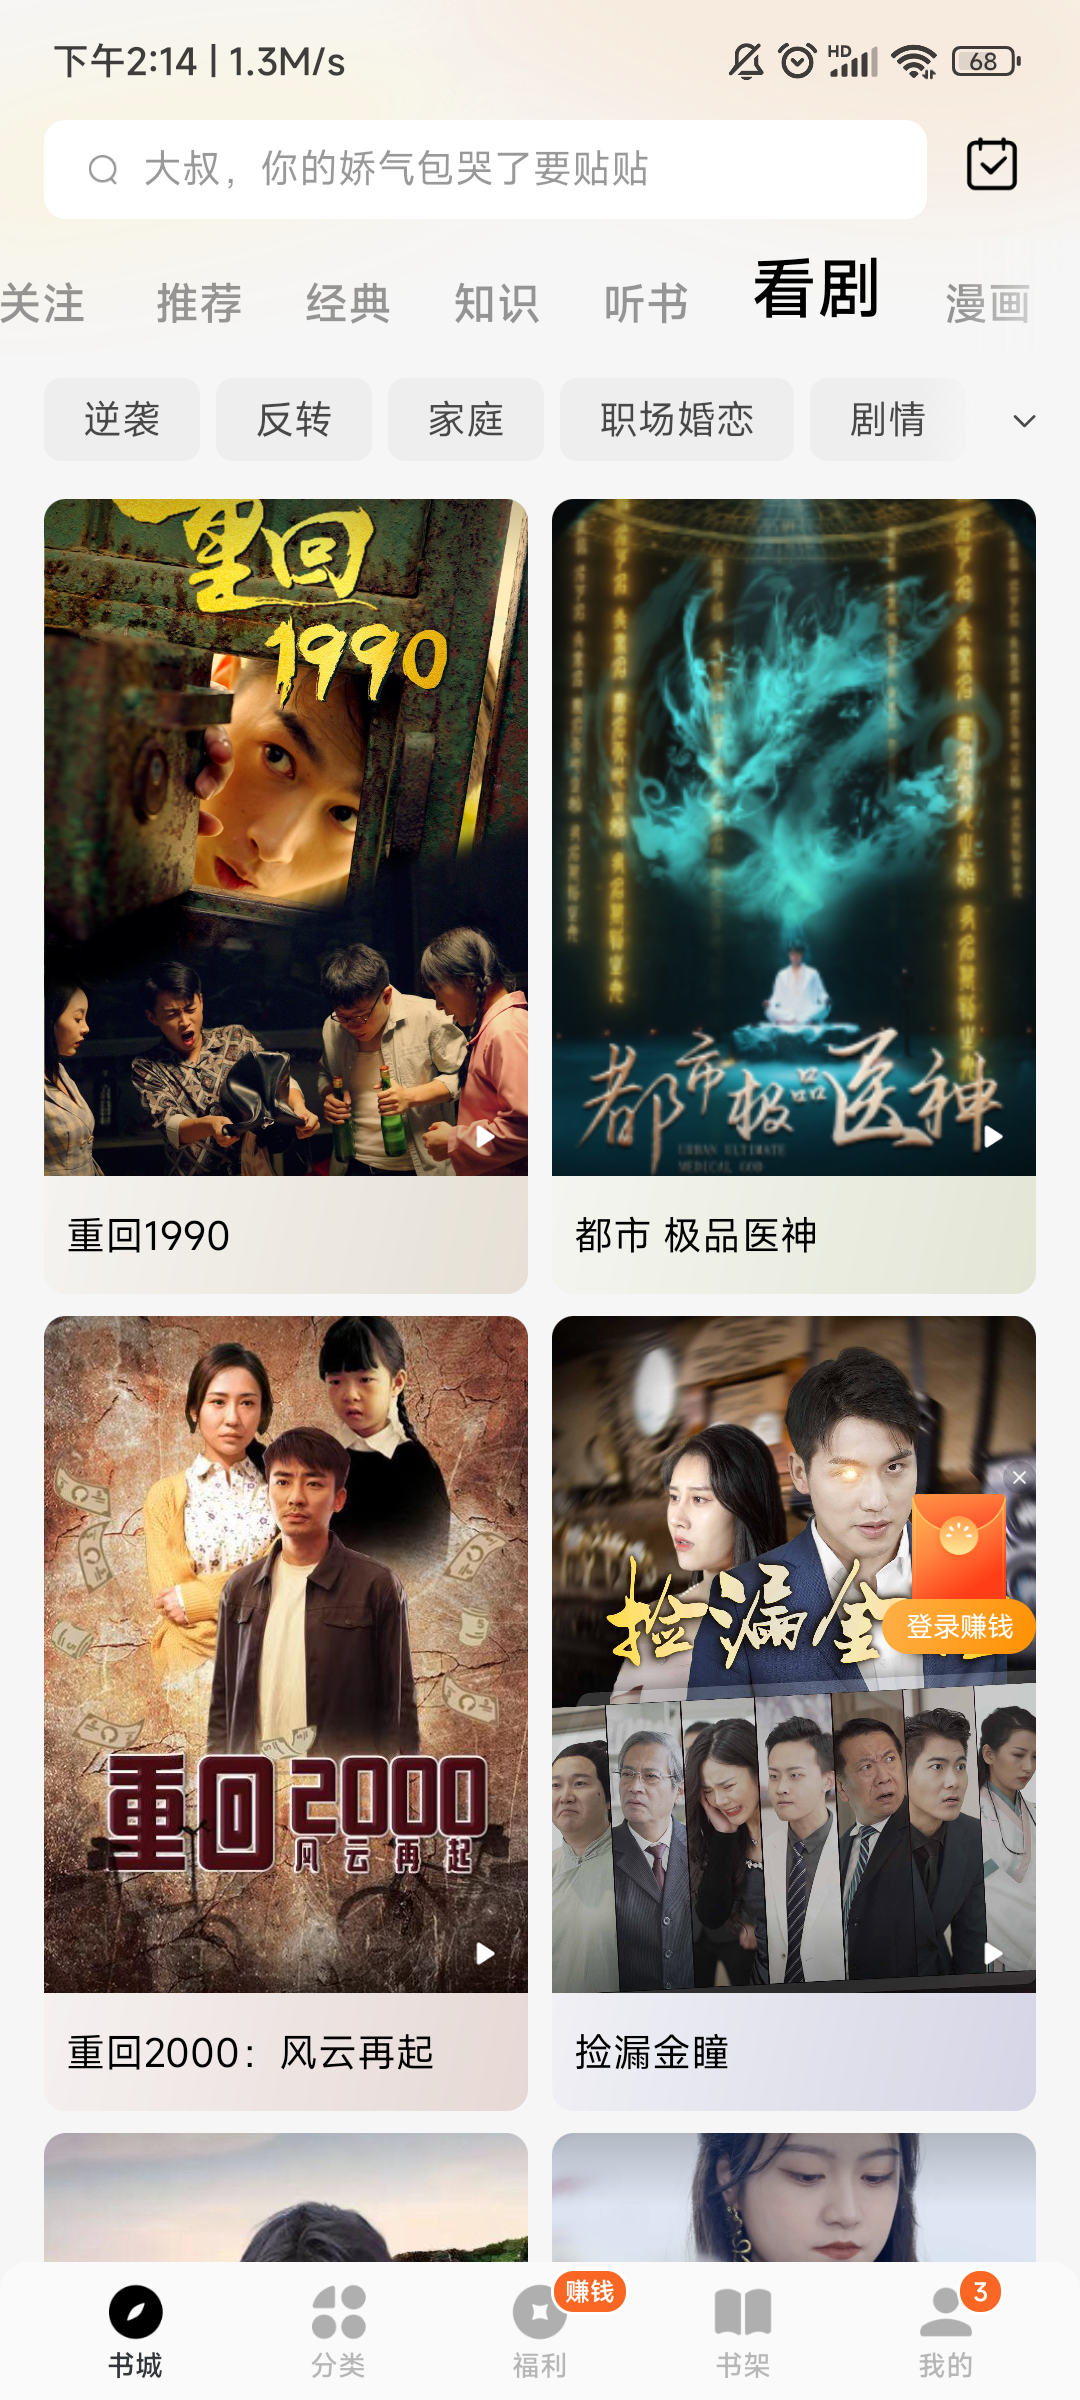 下午2:14 | 1.3M/s
HD
68
大叔，你的娇气包哭了要贴贴
关注 推荐 经典 知识 听书 看剧 漫画
逆袭 反转 家庭 职场婚恋 剧情
重回
1990
都市极品医神
URBAN ULTIMATE
MEDICAL GOD
重回1990
都市 极品医神
捡漏金
登录赚钱
重回2000
风云再起
重回2000：风云再起
捡漏金瞳
赚钱
3
书城 分类 福利 书架 我的